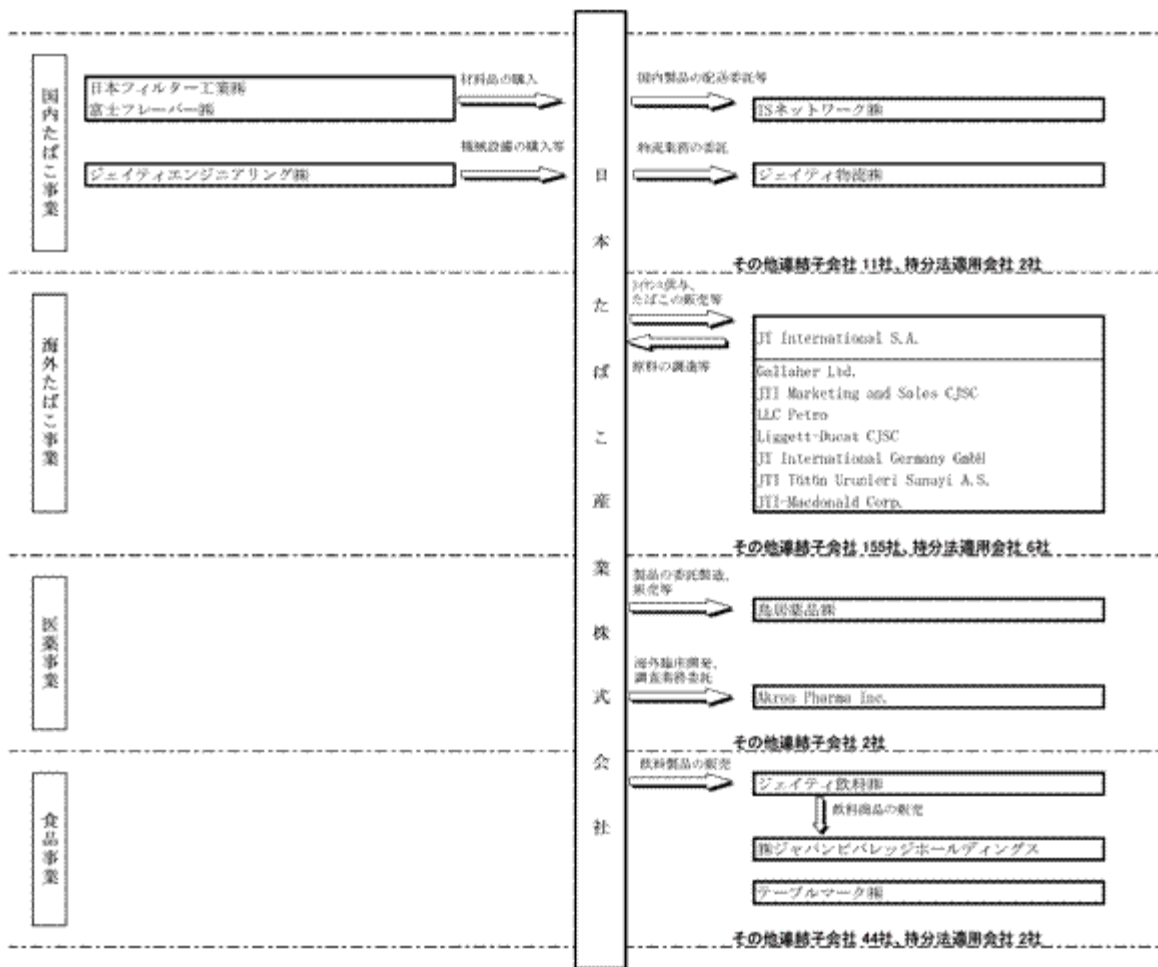 国内たばこ事業
日本フィルター工業㈱
富士フレーバー㈱
材料品の購入
ジェイティエンジニアリング㈱
機械設備の購入等
日本たばこ産業株式会社
国内製品の配送委託等
TSネットワーク㈱
物流業務の委託
ジェイティ物流㈱
その他連結子会社 11社、持分法適用会社 2社
海外たばこ事業
たばこの販売等
原料の調達等
JT International S.A.
Gallaher Ltd.
JTI Marketing and Sales CJSC
LLC Petro
Liggett-Ducat CJSC
JT International Germany GmbH
JTI Tütün Urunleri Sanayi A.S.
JTI-Macdonald Corp.
その他連結子会社 155社、持分法適用会社 6社
医薬事業
製品の委託製造、
販売等
鳥居薬品㈱
海外臨床開発、
調査業務委託
Akros Pharma Inc.
その他連結子会社 2社
食品事業
飲料製品の販売
ジェイティ飲料㈱
飲料商品の販売
㈱ジャパンビバレッジホールディングス
テーブルマーク㈱
その他連結子会社 44社、持分法適用会社 2社